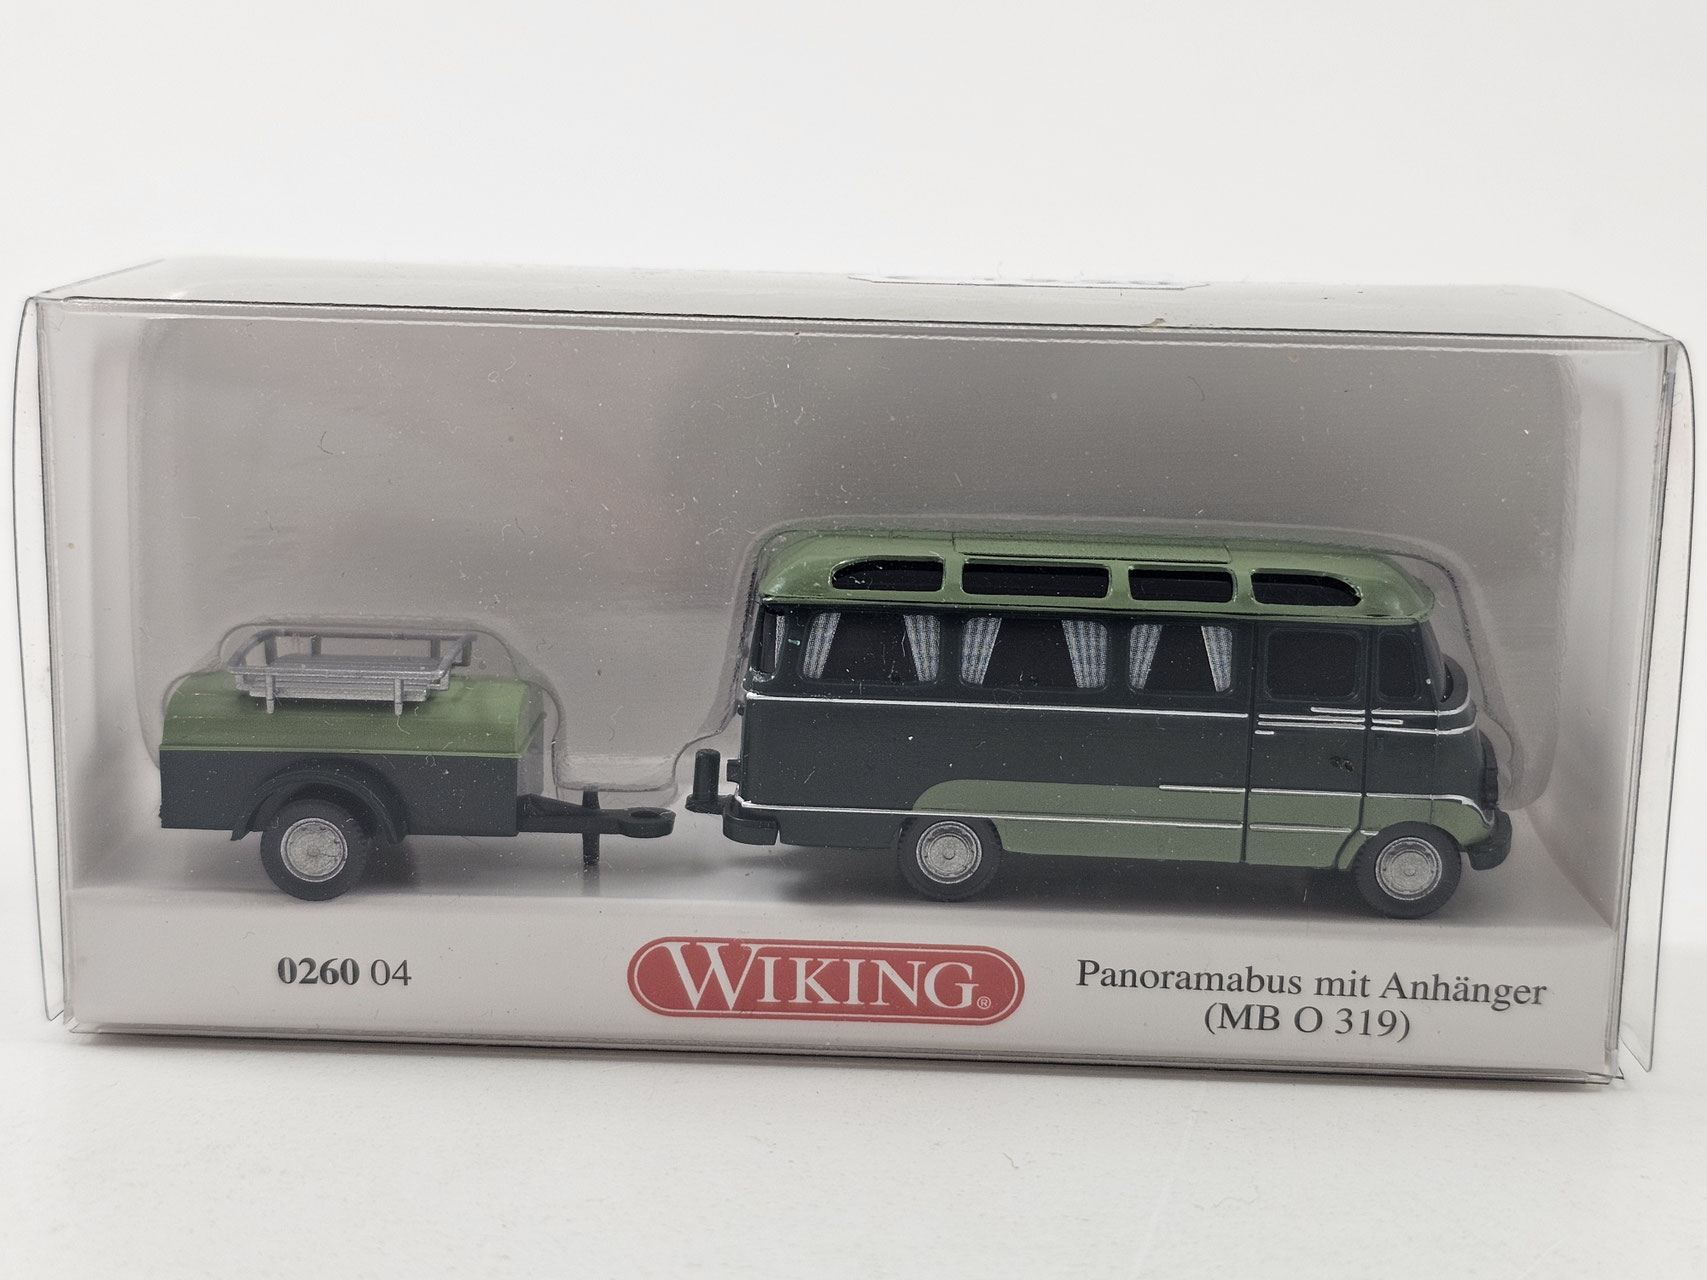 0260 04
WIKING®
Panoramabus mit Anhänger
(MB O 319)